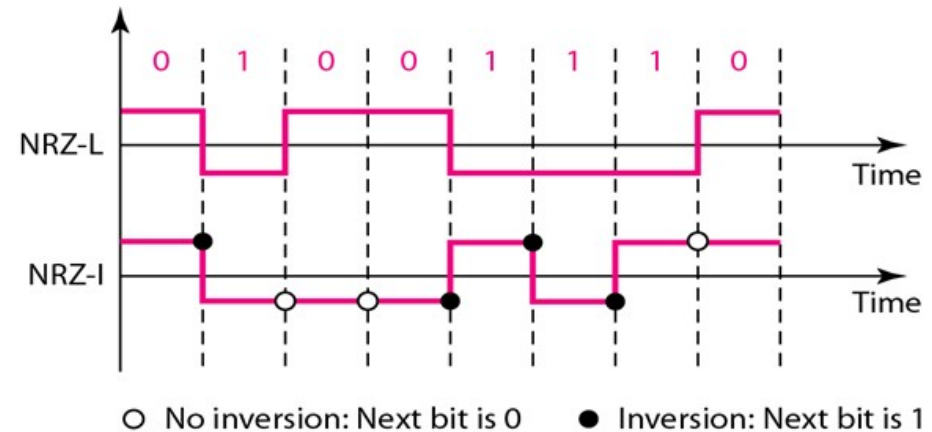 0 1 0 0 1 1 1 0
NRZ-L
Time
NRZ-I
Time
No inversion: Next bit is 0
Inversion: Next bit is 1